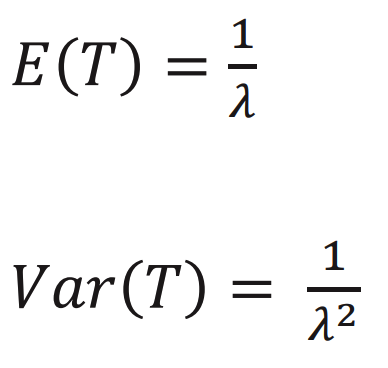 E(T) = 1/λ
Var(T) = 1/λ²